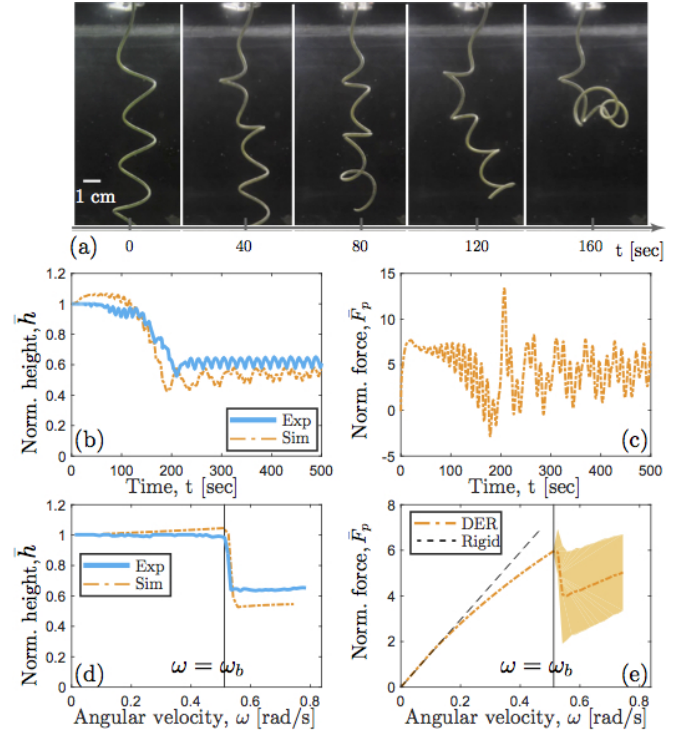 1 cm
(a) 0 40 80 120 160 t [sec]
1.2
1
0.8
0.6
0.4
0.2
0
Norm. height, h̄
(b)
Exp
Sim
0 100 200 300 400 500
Time, t [sec]
15
10
5
0
-5
Norm. force, F̄ₚ
(c)
0 100 200 300 400 500
Time, t [sec]
1.2
1
0.8
0.6
0.4
0.2
0
Norm. height, h̄
Exp
Sim
ω = ω_b
(d)
0 0.2 0.4 0.6 0.8
Angular velocity, ω [rad/s]
8
6
4
2
0
Norm. force, F̄ₚ
DER
Rigid
ω = ω_b
(e)
0 0.2 0.4 0.6 0.8
Angular velocity, ω [rad/s]